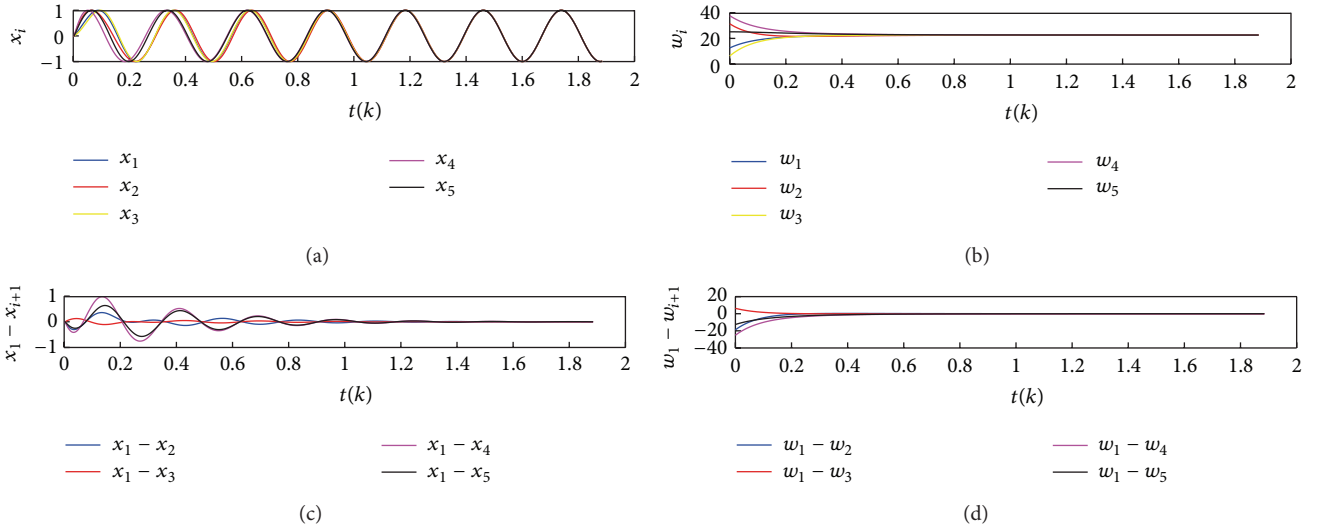 1
0
−1
x_i
0 0.2 0.4 0.6 0.8 1 1.2 1.4 1.6 1.8 2
t(k)
x_1
x_2
x_3
x_4
x_5
(a)
40
20
0
w_i
0 0.2 0.4 0.6 0.8 1 1.2 1.4 1.6 1.8 2
t(k)
w_1
w_2
w_3
w_4
w_5
(b)
1
0
−1
x_1 − x_{i+1}
0 0.2 0.4 0.6 0.8 1 1.2 1.4 1.6 1.8 2
t(k)
x_1 − x_2
x_1 − x_3
x_1 − x_4
x_1 − x_5
(c)
20
0
−20
−40
w_1 − w_{i+1}
0 0.2 0.4 0.6 0.8 1 1.2 1.4 1.6 1.8 2
t(k)
w_1 − w_2
w_1 − w_3
w_1 − w_4
w_1 − w_5
(d)